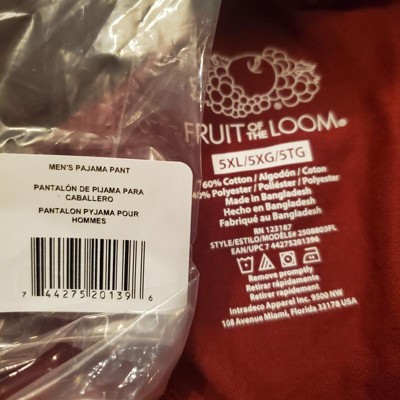 MEN'S PAJAMA PANT
PANTALÓN DE PIJAMA PARA
CABALLERO
PANTALON PYJAMA POUR
HOMMES
7 44275 20139 6
FRUIT OF THE LOOM®
5XL/5XG/5TG
60% Cotton / Algodón / Coton
40% Polyester / Poliéster / Polyester
Made in Bangladesh
Hecho en Bangladesh
Fabriqué au Bangladesh
RN 123187
STYLE/ESTILO/MODÈLE# 2508803FL
EAN/UPC 7 44275201396
Remove promptly
Retirar rápidamente
Retirer rapidement
Intradeco Apparel Inc. 9500 NW
108 Avenue Miami, Florida 33178 USA